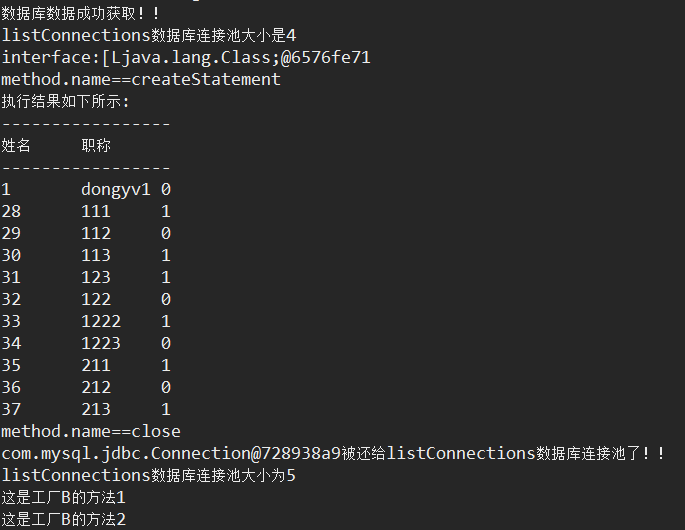 数据库数据成功获取!!
listConnections数据库连接池大小是4
interface:[Ljava.lang.Class;@6576fe71
method.name==createStatement
执行结果如下所示:
-----------------
姓名	职称
-----------------
1	dongyv1	0
28	111	1
29	112	0
30	113	1
31	123	1
32	122	0
33	1222	1
34	1223	0
35	211	1
36	212	0
37	213	1
method.name==close
com.mysql.jdbc.Connection@728938a9被还给listConnections数据库连接池了!!
listConnections数据库连接池大小为5
这是工厂B的方法1
这是工厂B的方法2